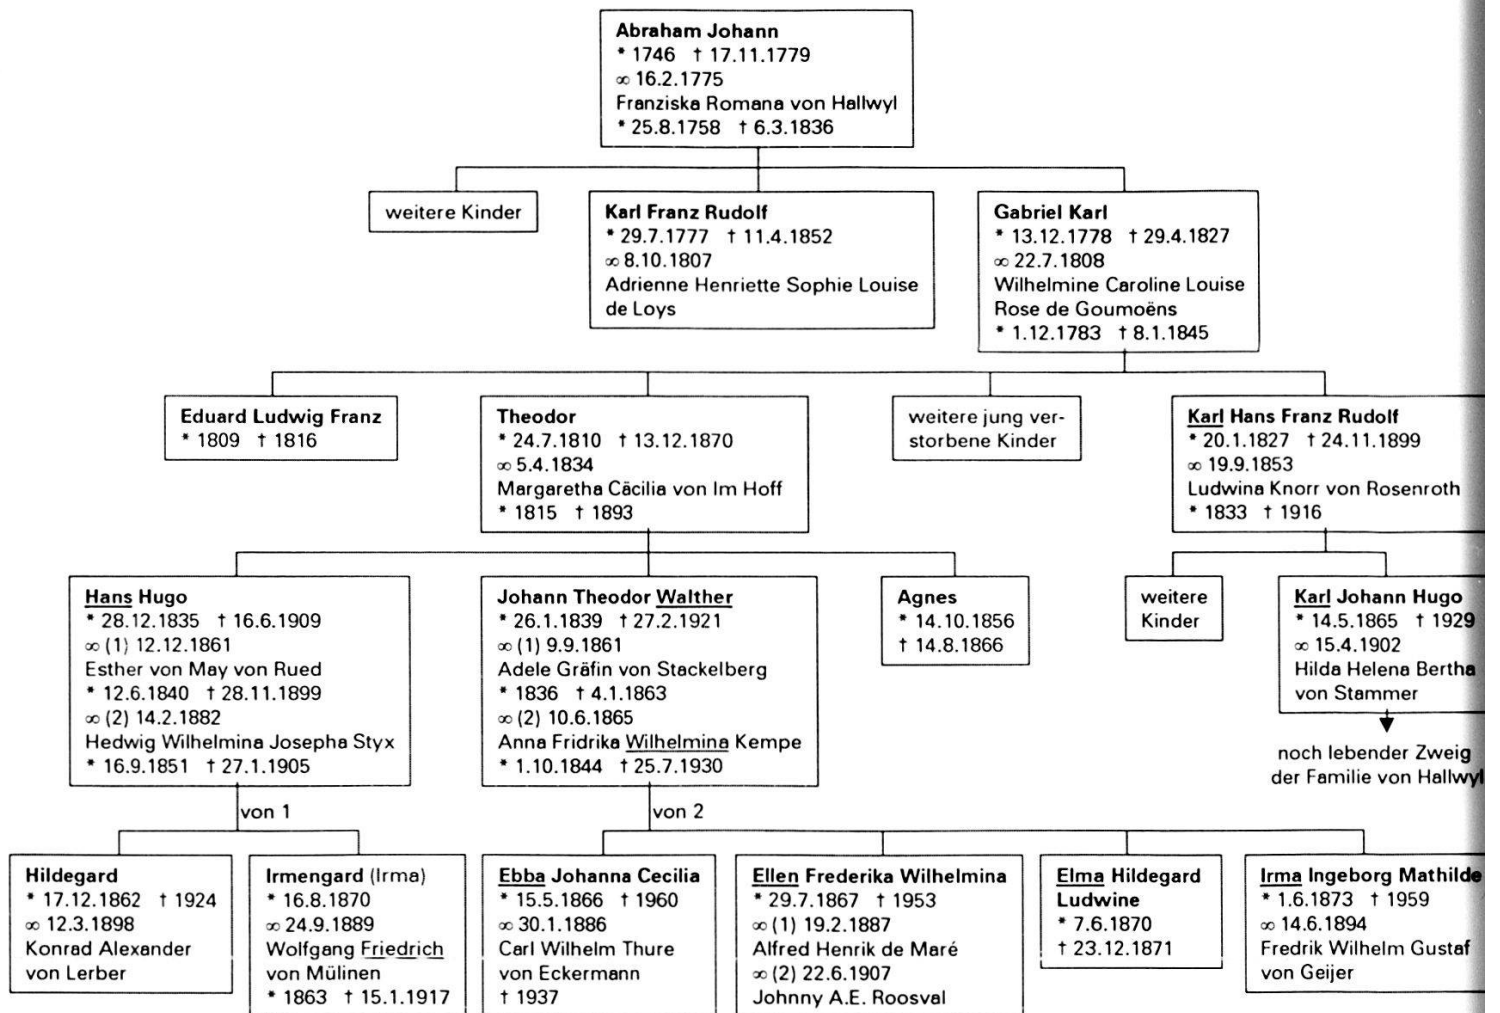 Abraham Johann
* 1746 † 17.11.1779
∞ 16.2.1775
Franziska Romana von Hallwyl
* 25.8.1758 † 6.3.1836
weitere Kinder
Karl Franz Rudolf
* 29.7.1777 † 11.4.1852
∞ 8.10.1807
Adrienne Henriette Sophie Louise
de Loys
Gabriel Karl
* 13.12.1778 † 29.4.1827
∞ 22.7.1808
Wilhelmine Caroline Louise
Rose de Goumoëns
* 1.12.1783 † 8.1.1845
Eduard Ludwig Franz
* 1809 † 1816
Theodor
* 24.7.1810 † 13.12.1870
∞ 5.4.1834
Margaretha Cäcilia von Im Hoff
* 1815 † 1893
weitere jung ver-
storbene Kinder
Karl Hans Franz Rudolf
* 20.1.1827 † 24.11.1899
∞ 19.9.1853
Ludwina Knorr von Rosenroth
* 1833 † 1916
Hans Hugo
* 28.12.1835 † 16.6.1909
∞ (1) 12.12.1861
Esther von May von Rued
* 12.6.1840 † 28.11.1899
∞ (2) 14.2.1882
Hedwig Wilhelmina Josepha Styx
* 16.9.1851 † 27.1.1905
Johann Theodor Walther
* 26.1.1839 † 27.2.1921
∞ (1) 9.9.1861
Adele Gräfin von Stackelberg
* 1836 † 4.1.1863
∞ (2) 10.6.1865
Anna Fridrika Wilhelmina Kempe
* 1.10.1844 † 25.7.1930
Agnes
* 14.10.1856
† 14.8.1866
weitere
Kinder
Karl Johann Hugo
* 14.5.1865 † 1929
∞ 15.4.1902
Hilda Helena Bertha
von Stammer
noch lebender Zweig
der Familie von Hallwyl
von 1
von 2
Hildegard
* 17.12.1862 † 1924
∞ 12.3.1898
Konrad Alexander
von Lerber
Irmengard (Irma)
* 16.8.1870
∞ 24.9.1889
Wolfgang Friedrich
von Mülinen
* 1863 † 15.1.1917
Ebba Johanna Cecilia
* 15.5.1866 † 1960
∞ 30.1.1886
Carl Wilhelm Thure
von Eckermann
† 1937
Ellen Frederika Wilhelmina
* 29.7.1867 † 1953
∞ (1) 19.2.1887
Alfred Henrik de Maré
∞ (2) 22.6.1907
Johnny A.E. Roosval
Elma Hildegard
Ludwine
* 7.6.1870
† 23.12.1871
Irma Ingeborg Mathilde
* 1.6.1873 † 1959
∞ 14.6.1894
Fredrik Wilhelm Gustaf
von Geijer